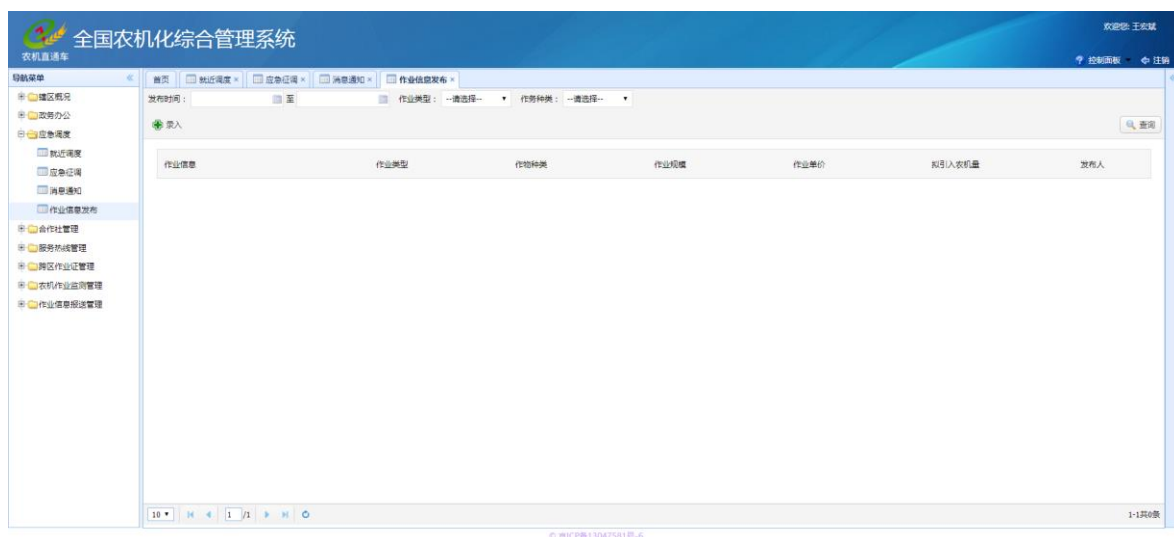 全国农机化综合管理系统
农机直通车
欢迎您: 王宏斌
控制面板 注销
导航菜单
辖区概况
政务办公
应急调度
就近调度
应急征调
消息通知
作业信息发布
合作社管理
服务热线管理
跨区作业证管理
农机作业监测管理
作业信息报送管理
首页 就近调度 × 应急征调 × 消息通知 × 作业信息发布 ×
发布时间： 至 作业类型： --请选择-- 作务种类： --请选择--
录入
查询
作业信息 作业类型 作物种类 作业规模 作业单价 拟引入农机量 发布人
10 1 /1
1-1共0条